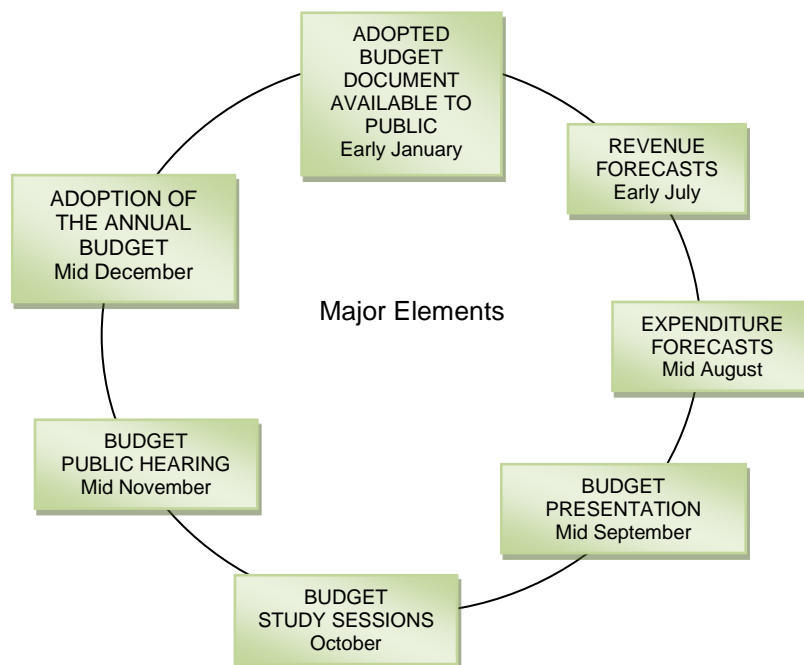 ADOPTED
BUDGET
DOCUMENT
AVAILABLE TO
PUBLIC
Early January
REVENUE
FORECASTS
Early July
EXPENDITURE
FORECASTS
Mid August
BUDGET
PRESENTATION
Mid September
BUDGET
STUDY SESSIONS
October
BUDGET
PUBLIC HEARING
Mid November
ADOPTION OF
THE ANNUAL
BUDGET
Mid December
Major Elements